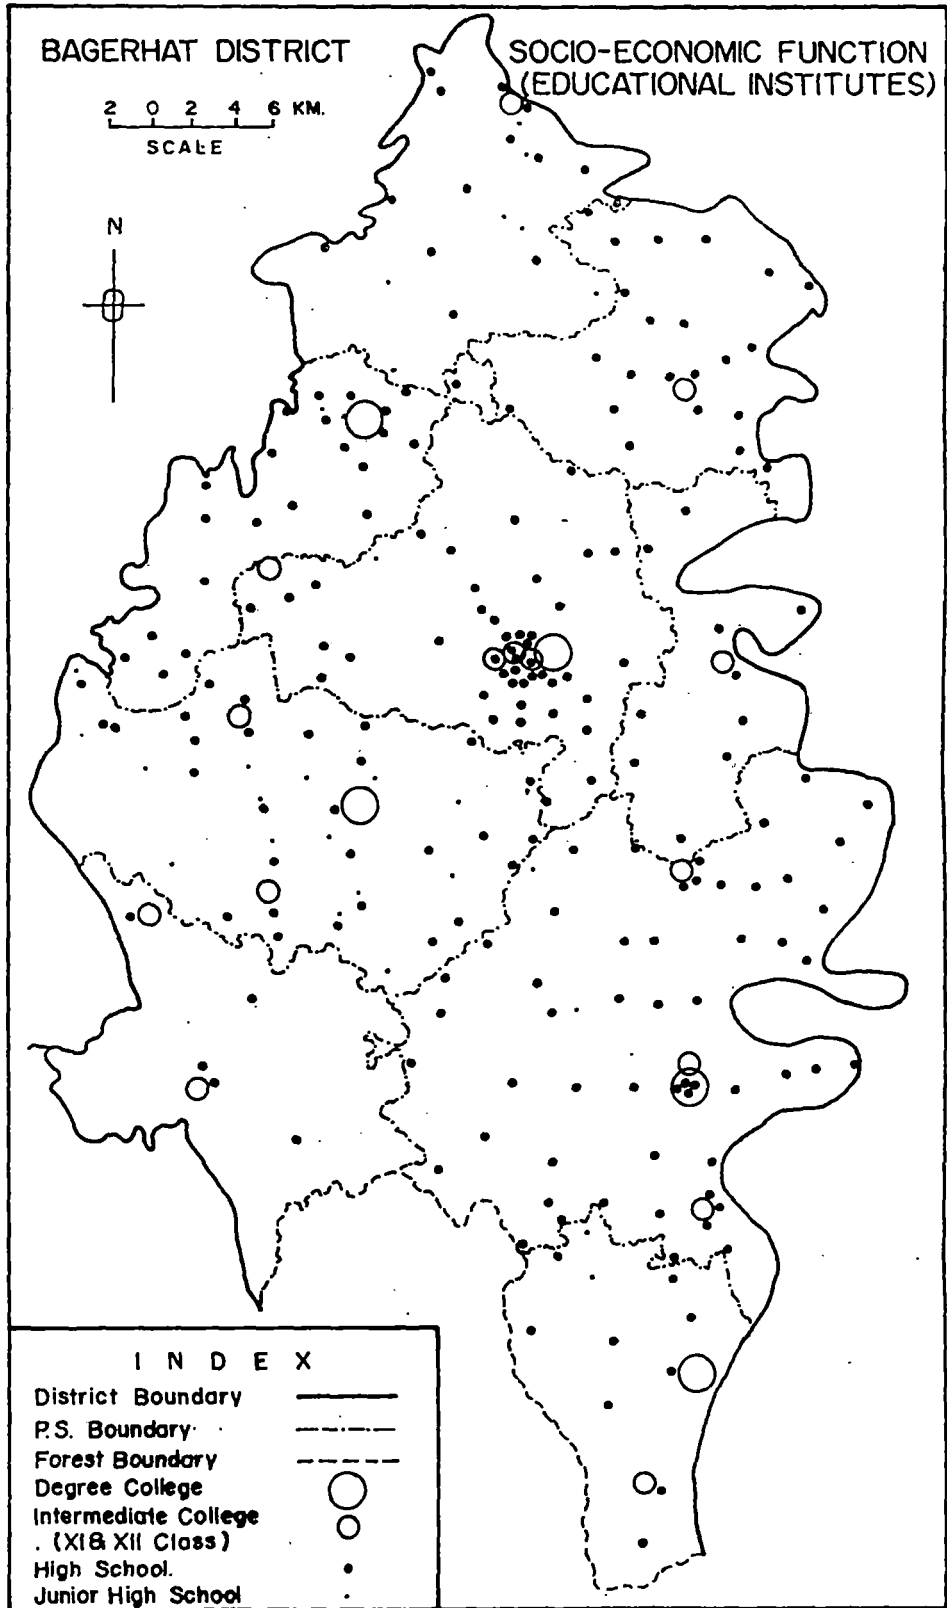 BAGERHAT DISTRICT
SOCIO-ECONOMIC FUNCTION
(EDUCATIONAL INSTITUTES)
2 0 2 4 6 KM.
SCALE
N
INDEX
District Boundary
P.S. Boundary
Forest Boundary
Degree College
Intermediate College
(XI & XII Class)
High School.
Junior High School